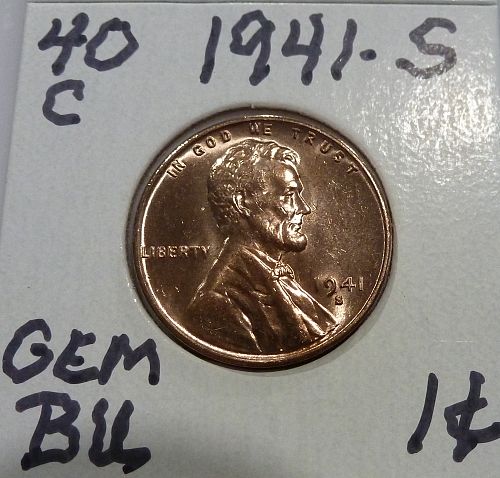 40 1941-S
C
IN GOD WE TRUST
LIBERTY
1941
S
GEM
BU
1¢